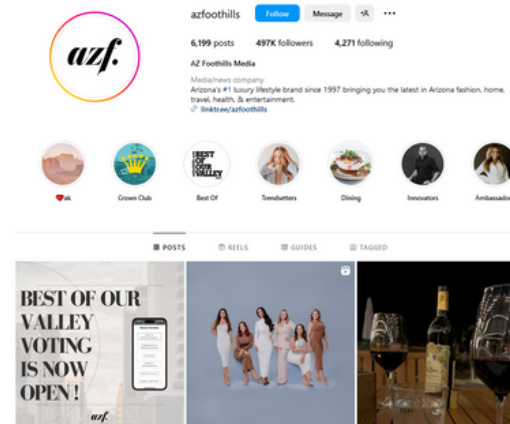 azf.
azfoothills Follow Message
6,199 posts 497K followers 4,271 following
AZ Foothills Media
Media/news company
Arizona's #1 luxury lifestyle brand since 1997 bringing you the latest in Arizona fashion, home,
travel, health, & entertainment.
linktr.ee/azfoothills
BEST
OF
OUR
VALLEY
❤️ak Crown Club Best Of Trendsetters Dining Innovators Ambassador
POSTS REELS GUIDES TAGGED
BEST OF OUR
VALLEY
VOTING
IS NOW
OPEN !
azf.